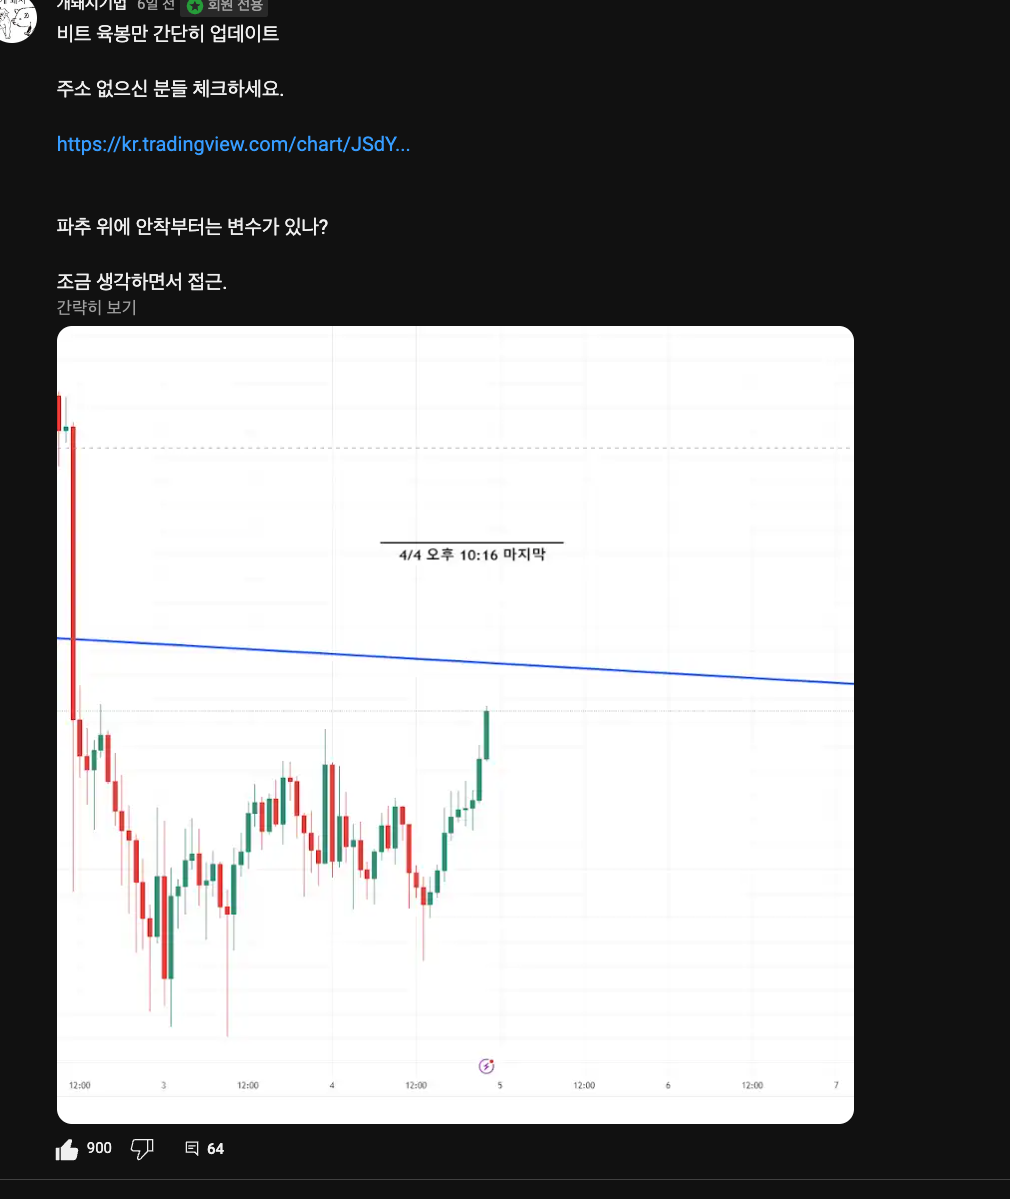 개돼지기법 6일 전 회원 전용
비트 육봉만 간단히 업데이트
주소 없으신 분들 체크하세요.
https://kr.tradingview.com/chart/JSdY...
파추 위에 안착부터는 변수가 있나?
조금 생각하면서 접근.
간략히 보기
4/4 오후 10:16 마지막
12:00 3 12:00 4 12:00 5 12:00 6 12:00 7
900 64